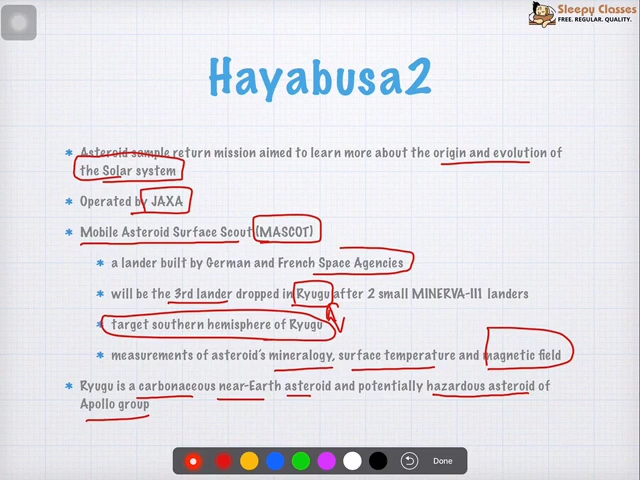 Sleepy Classes
FREE. REGULAR. QUALITY.
Hayabusa2
* Asteroid sample return mission aimed to learn more about the origin and evolution of
the Solar system
* Operated by JAXA
* Mobile Asteroid Surface Scout (MASCOT)
* a lander built by German and French Space Agencies
* will be the 3rd lander dropped in Ryugu after 2 small MINERVA-II1 landers
* target southern hemisphere of Ryugu
* measurements of asteroid's mineralogy, surface temperature and magnetic field
* Ryugu is a carbonaceous near-Earth asteroid and potentially hazardous asteroid of
Apollo group
Done